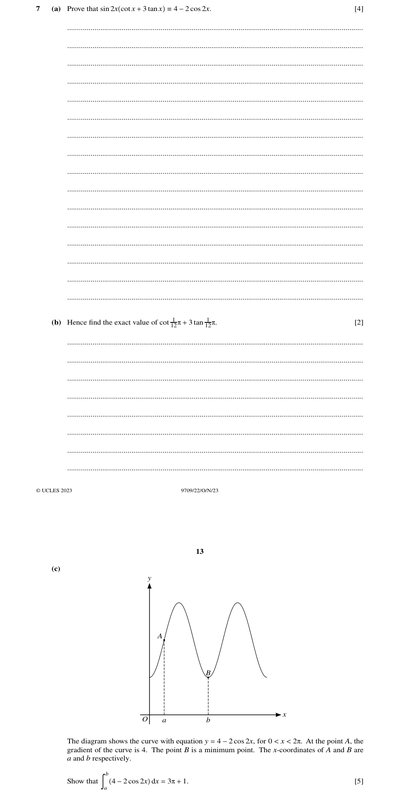 7 (a) Prove that sin 2x(cot x + 3 tan x) ≡ 4 − 2 cos 2x. [4]
(b) Hence find the exact value of cot 1/12 π + 3 tan 1/12 π. [2]
© UCLES 2023 9709/22/O/N/23
13
(c)
y
A
B
O a b x
The diagram shows the curve with equation y = 4 − 2 cos 2x, for 0 < x < 2π. At the point A, the
gradient of the curve is 4. The point B is a minimum point. The x-coordinates of A and B are
a and b respectively.
Show that ∫_a^b (4 − 2 cos 2x) dx = 3π + 1. [5]